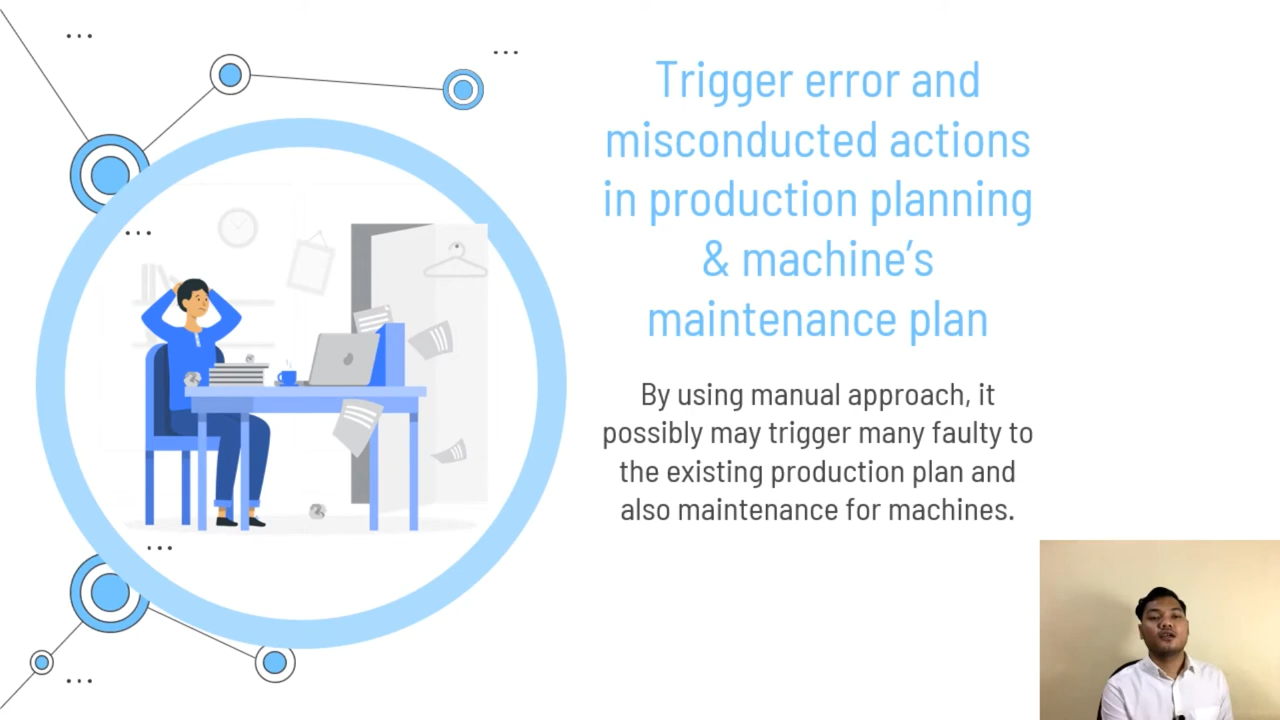 Trigger error and
misconducted actions
in production planning
& machine’s
maintenance plan
By using manual approach, it
possibly may trigger many faulty to
the existing production plan and
also maintenance for machines.